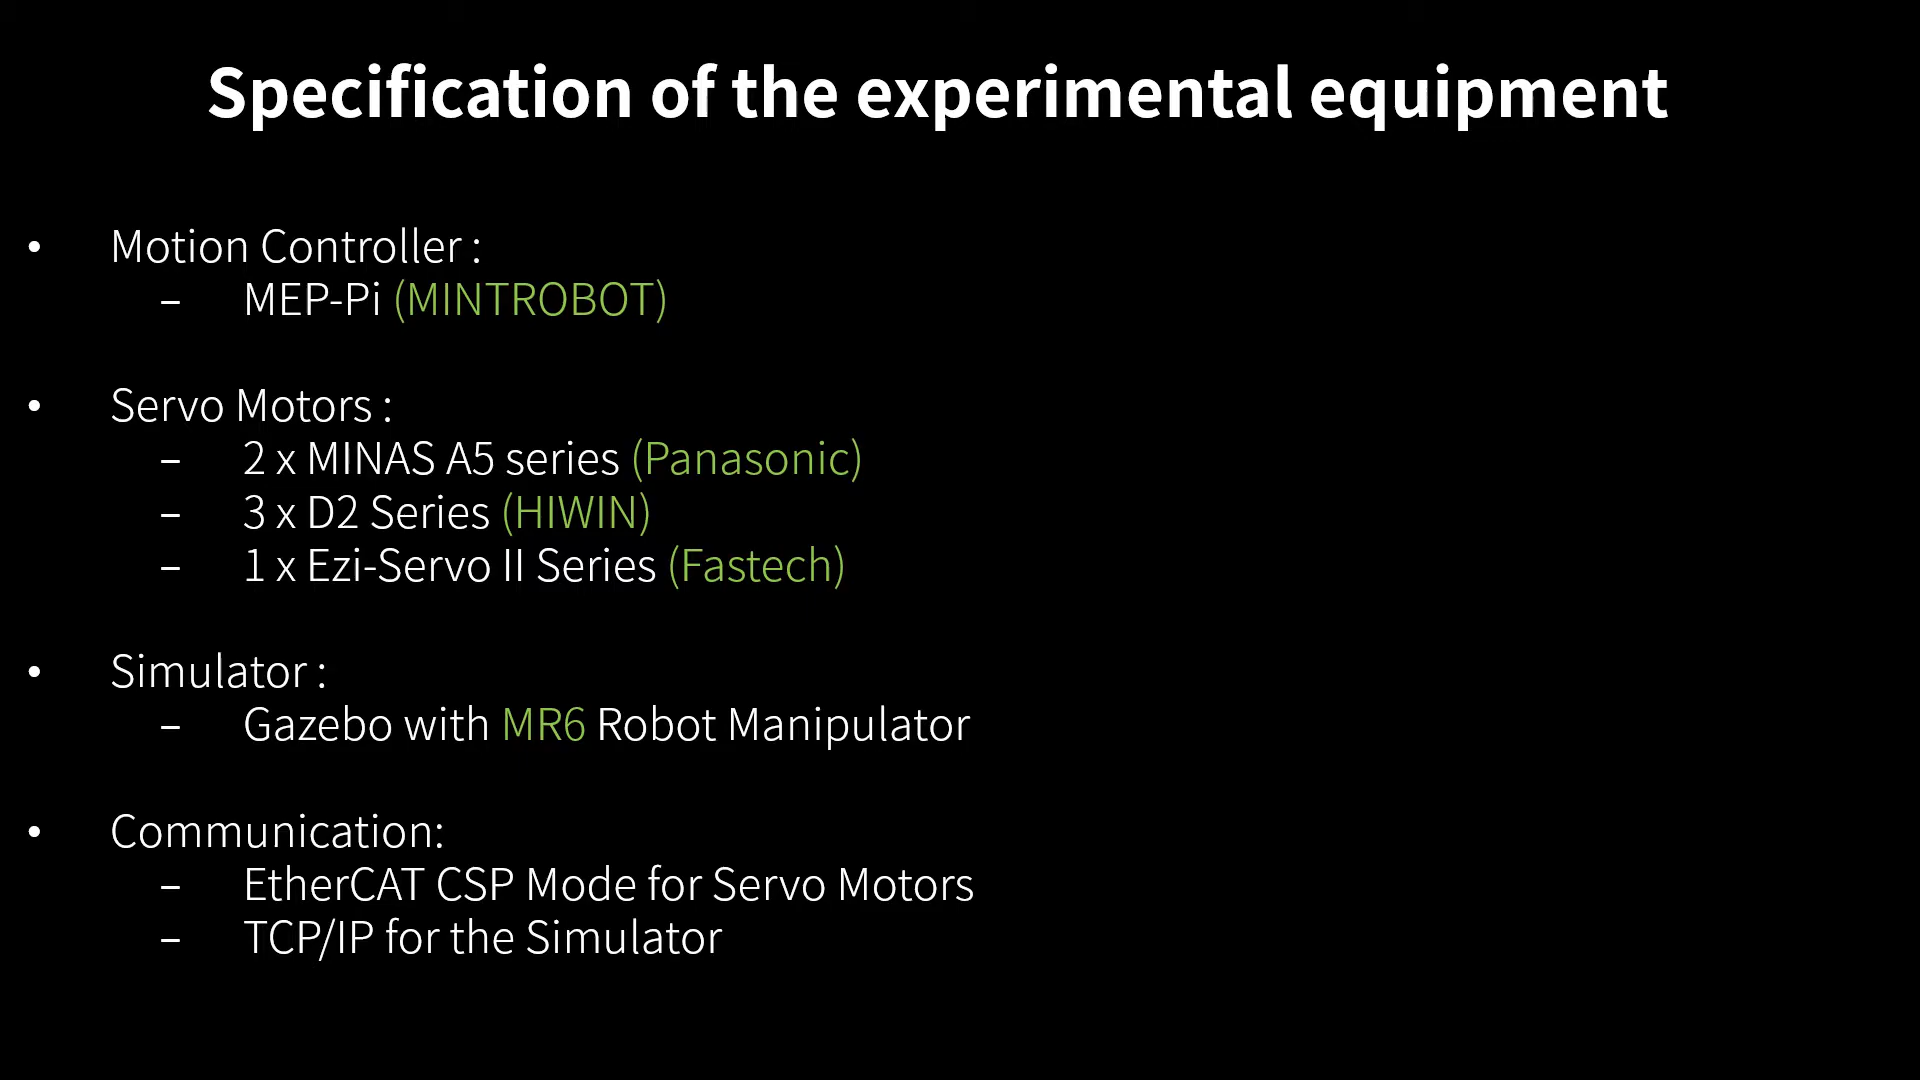 Specification of the experimental equipment
• Motion Controller :
– MEP-Pi (MINTROBOT)
• Servo Motors :
– 2 x MINAS A5 series (Panasonic)
– 3 x D2 Series (HIWIN)
– 1 x Ezi-Servo II Series (Fastech)
• Simulator :
– Gazebo with MR6 Robot Manipulator
• Communication:
– EtherCAT CSP Mode for Servo Motors
– TCP/IP for the Simulator